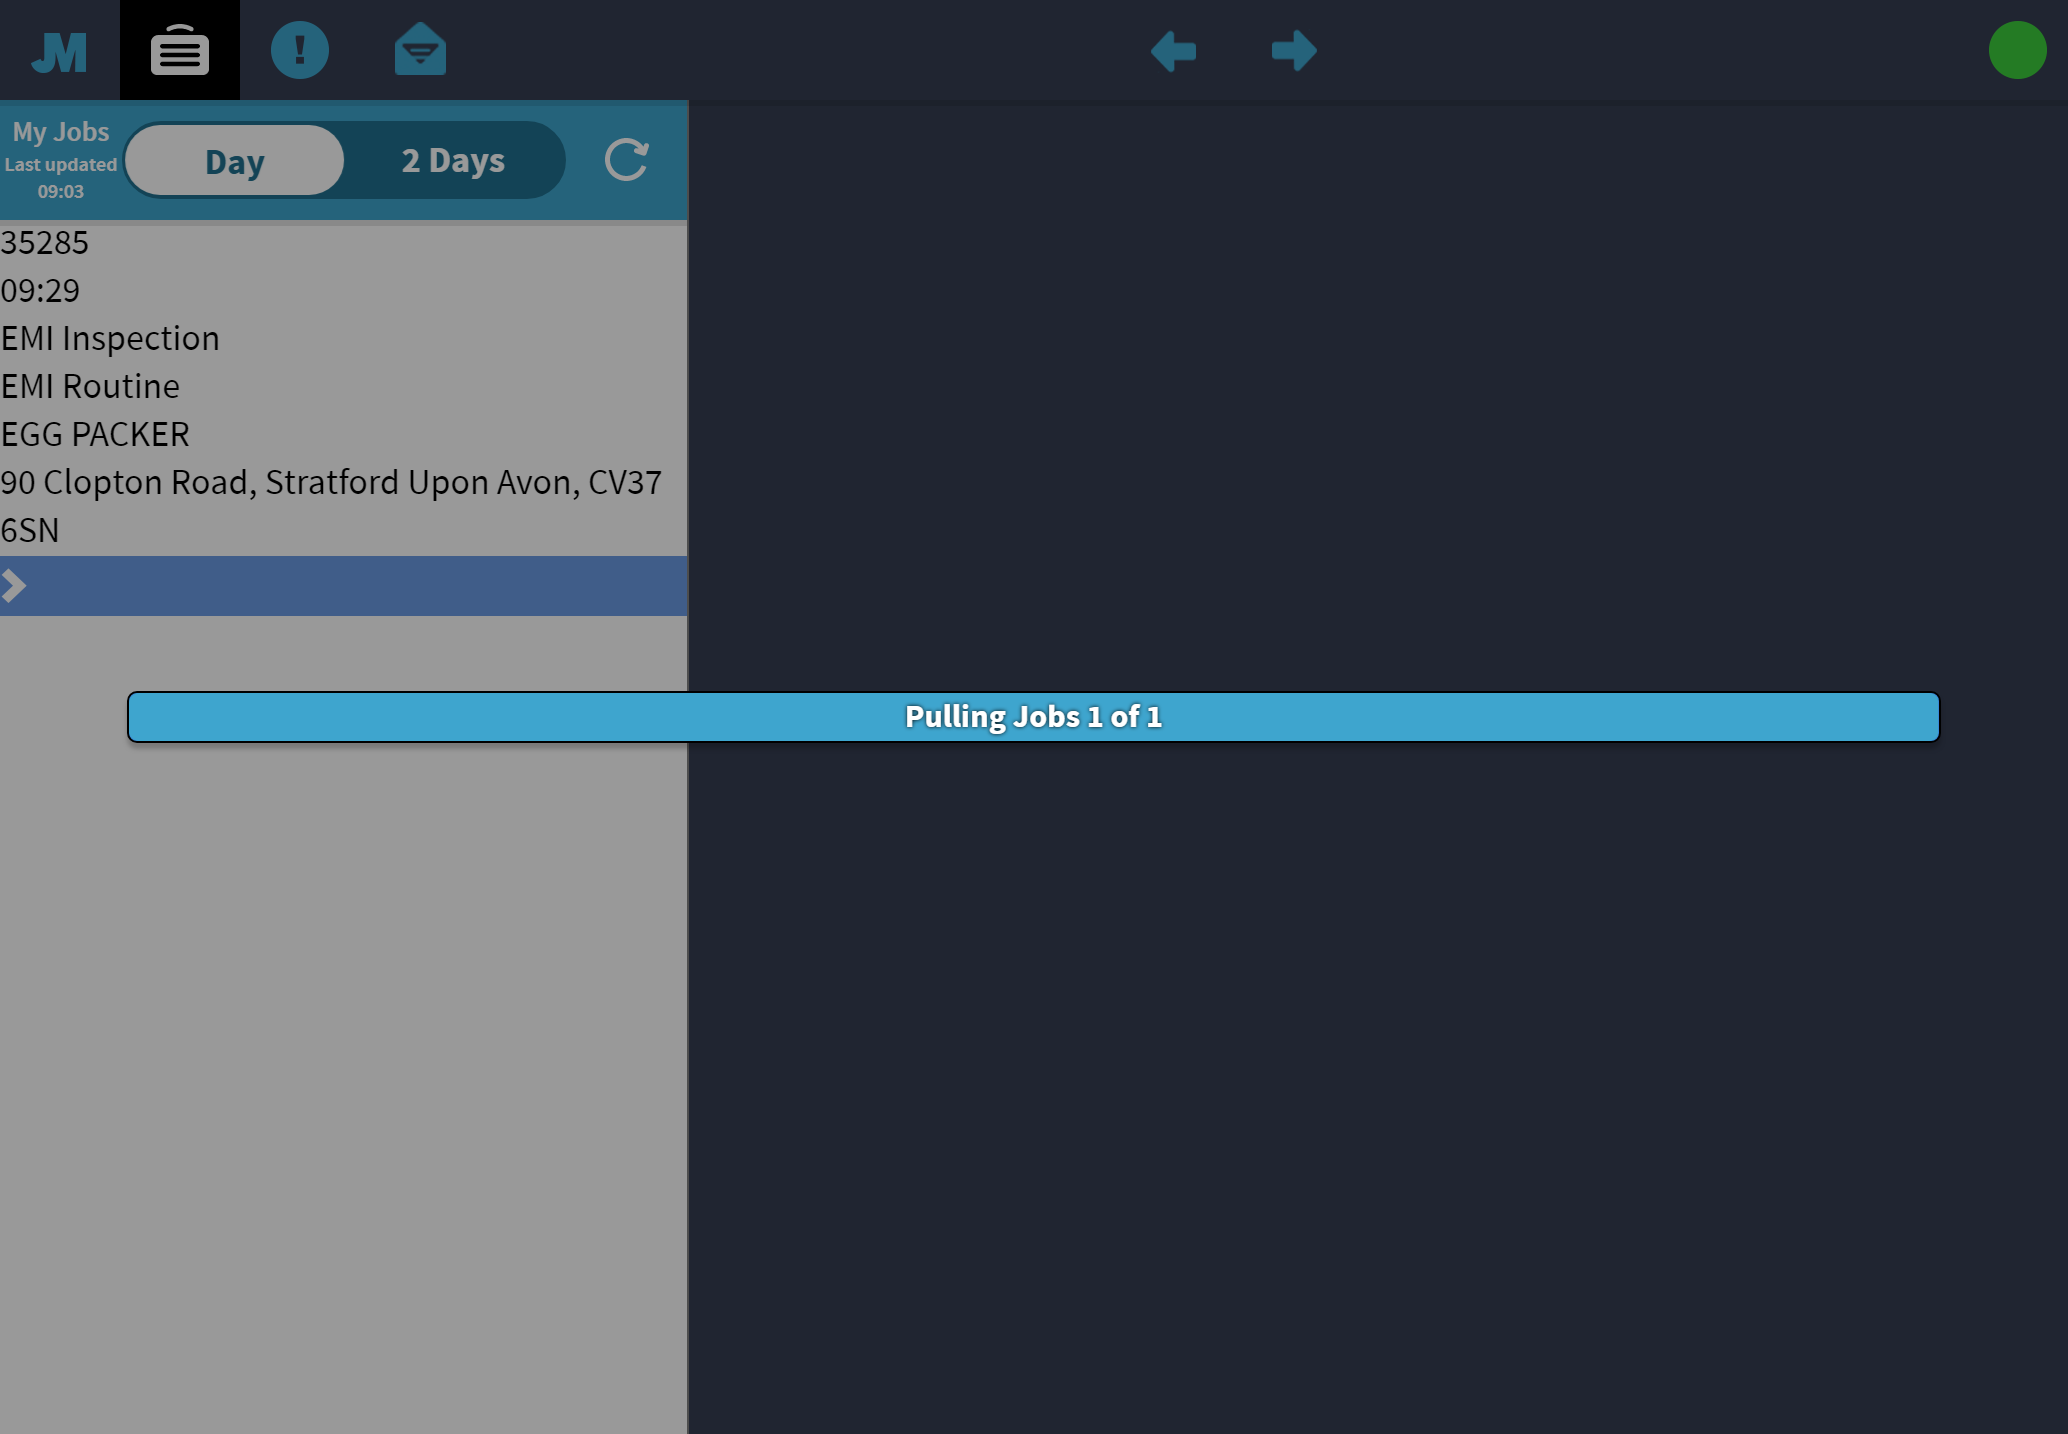 JM
!
My Jobs
Last updated
09:03
Day
2 Days
35285
09:29
EMI Inspection
EMI Routine
EGG PACKER
90 Clopton Road, Stratford Upon Avon, CV37
6SN
Pulling Jobs 1 of 1